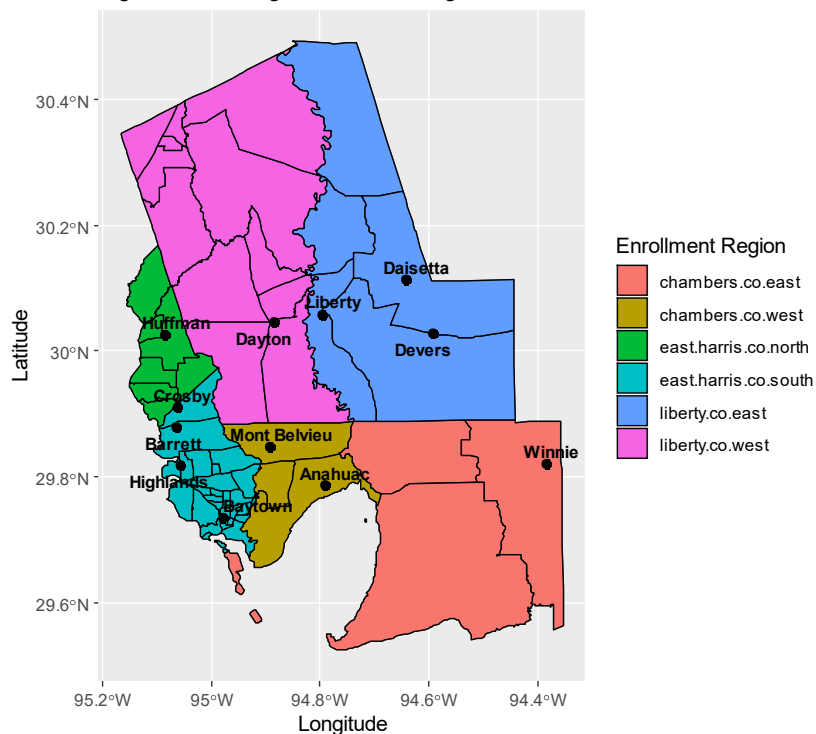 30.4°N
30.2°N
30°N
29.8°N
29.6°N
Latitude
Daisetta
Liberty
Huffman
Dayton
Devers
Crosby
Barrett
Mont Belvieu
Winnie
Highlands
Anahuac
Baytown
95.2°W
95°W
94.8°W
94.6°W
94.4°W
Longitude
Enrollment Region
chambers.co.east
chambers.co.west
east.harris.co.north
east.harris.co.south
liberty.co.east
liberty.co.west